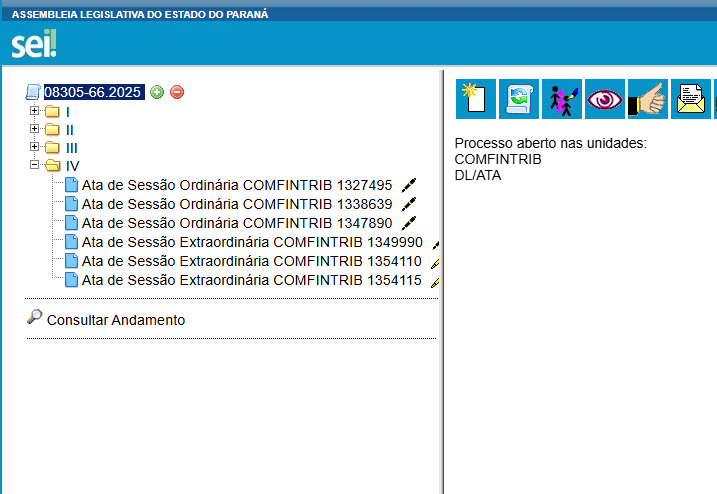 ASSEMBLEIA LEGISLATIVA DO ESTADO DO PARANÁ
sei!
08305-66.2025
I
II
III
IV
Ata de Sessão Ordinária COMFINTRIB 1327495
Ata de Sessão Ordinária COMFINTRIB 1338639
Ata de Sessão Ordinária COMFINTRIB 1347890
Ata de Sessão Extraordinária COMFINTRIB 1349990
Ata de Sessão Extraordinária COMFINTRIB 1354110
Ata de Sessão Extraordinária COMFINTRIB 1354115
Consultar Andamento
Processo aberto nas unidades:
COMFINTRIB
DL/ATA